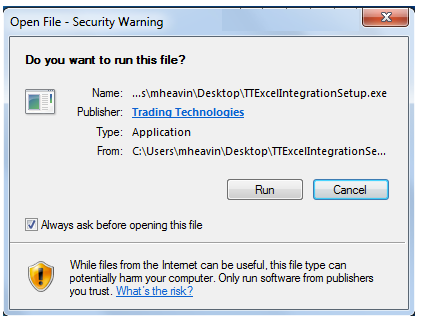 Open File - Security Warning
Do you want to run this file?
Name: ...s\mheavin\Desktop\TTExcelIntegrationSetup.exe
Publisher: Trading Technologies
Type: Application
From: C:\Users\mheavin\Desktop\TTExcelIntegrationSe...
Run Cancel
Always ask before opening this file
While files from the Internet can be useful, this file type can
potentially harm your computer. Only run software from publishers
you trust. What's the risk?